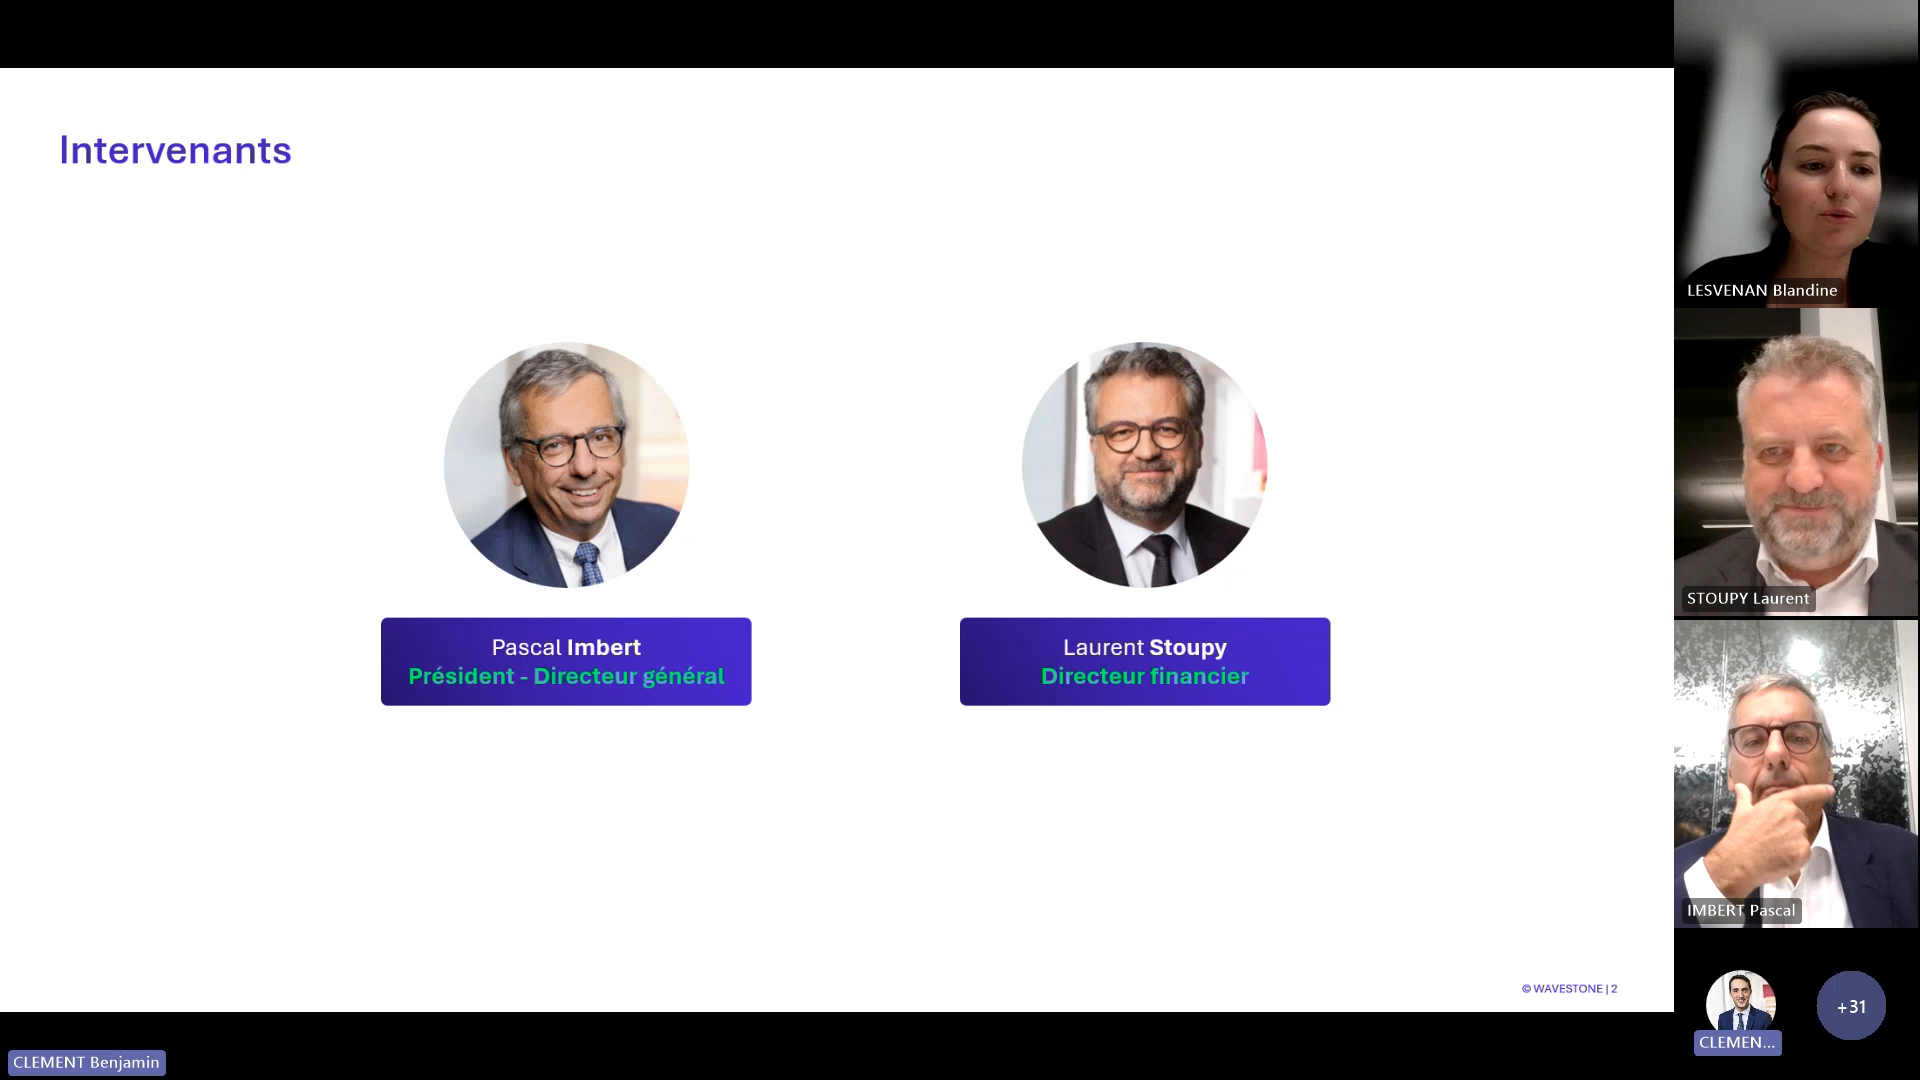 Intervenants
Pascal Imbert
Président - Directeur général
Laurent Stoupy
Directeur financier
© WAVESTONE | 2
LESVENAN Blandine
STOUPY Laurent
IMBERT Pascal
CLEMEN...
+31
CLEMENT Benjamin